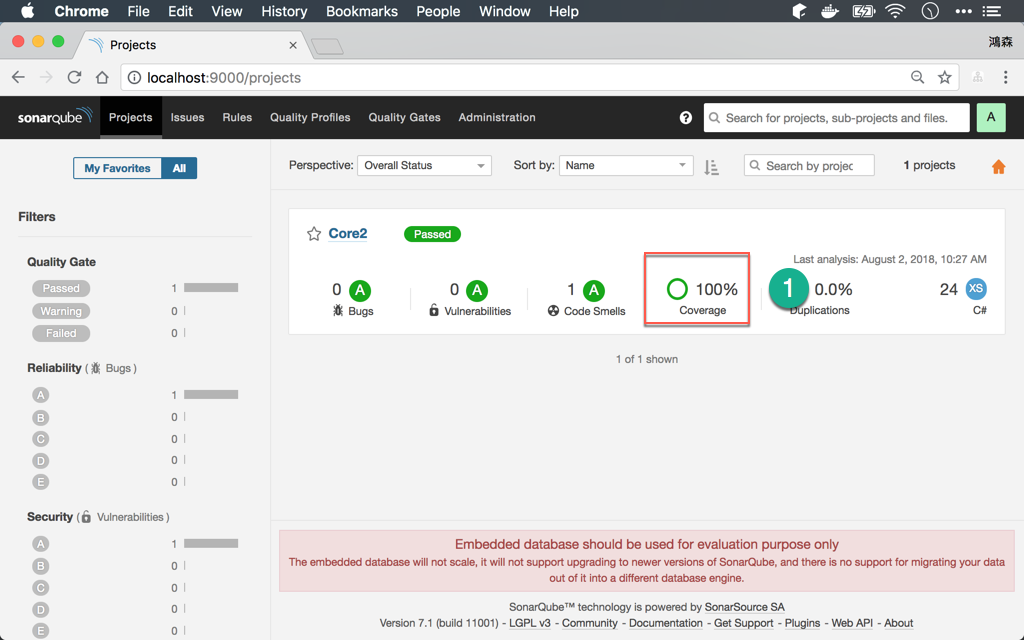 Chrome File Edit View History Bookmarks People Window Help
Projects
鴻森
localhost:9000/projects
sonarqube Projects Issues Rules Quality Profiles Quality Gates Administration ? Search for projects, sub-projects and files. A
My Favorites All
Perspective: Overall Status Sort by: Name Search by projec 1 projects
Filters
Quality Gate
Passed 1
Warning 0
Failed 0
Reliability ( Bugs )
A 1
B 0
C 0
D 0
E 0
Security ( Vulnerabilities )
A 1
B 0
C 0
D 0
E 0
Core2 Passed
Last analysis: August 2, 2018, 10:27 AM
0 A 0 A 1 A 100% 1 0.0% 24 XS
Bugs Vulnerabilities Code Smells Coverage Duplications C#
1 of 1 shown
Embedded database should be used for evaluation purpose only
The embedded database will not scale, it will not support upgrading to newer versions of SonarQube, and there is no support for migrating your data
out of it into a different database engine.
SonarQube™ technology is powered by SonarSource SA
Version 7.1 (build 11001) - LGPL v3 - Community - Documentation - Get Support - Plugins - Web API - About